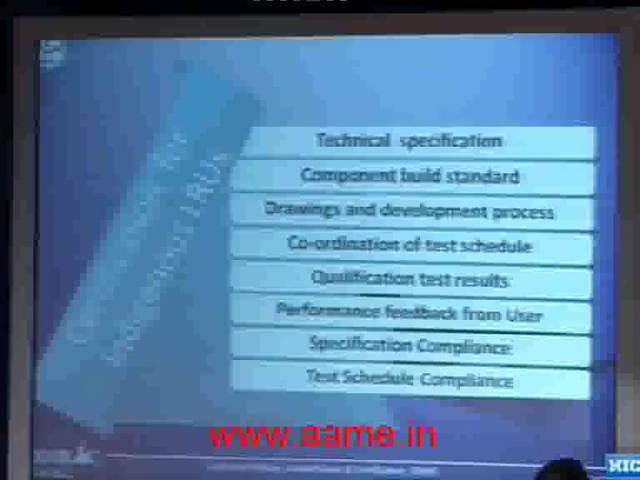 LRUs
Technical specification
Component build standard
Drawings and development process
Co-ordination of test schedule
Qualification test results
Performance feedback from User
Specification Compliance
Test Schedule Compliance
www.aame.in